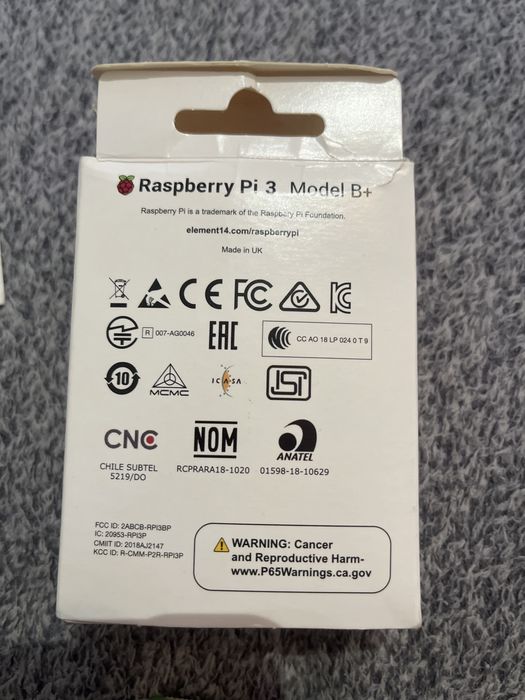 Raspberry Pi 3 Model B+
Raspberry Pi is a trademark of the Raspberry Pi Foundation.
element14.com/raspberrypi
Made in UK
CE FC KC
R 007-AG0046 EAC CC AO 18 LP 024 0 T 9
10 MCMC ICASA ISI
CNC NOM ANATEL
CHILE SUBTEL
5219/DO
RCPRARA18-1020
01598-18-10629
FCC ID: 2ABCB-RPI3BP
IC: 20953-RPI3P
CMIIT ID: 2018AJ2147
KCC ID: R-CMM-P2R-RPI3P
WARNING: Cancer
and Reproductive Harm-
www.P65Warnings.ca.gov